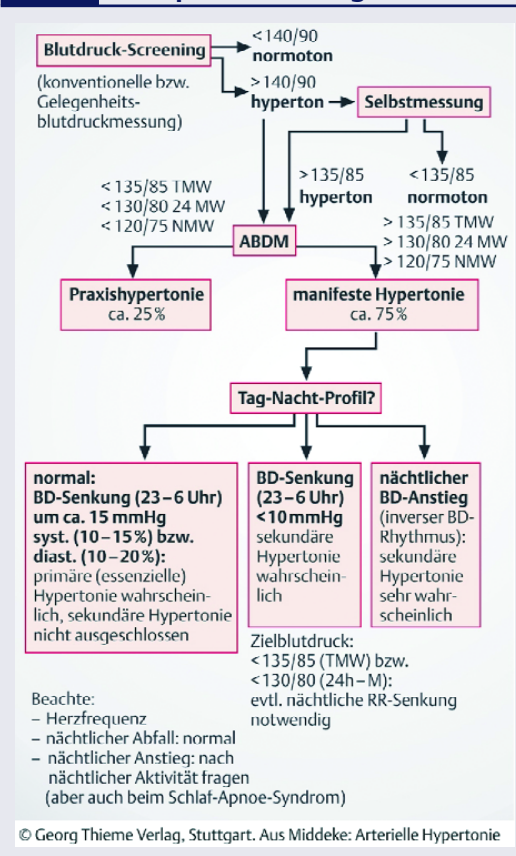 Blutdruck-Screening
(konventionelle bzw.
Gelegenheits-
blutdruckmessung)
<140/90
normoton
>140/90
hyperton
Selbstmessung
>135/85
hyperton
<135/85
normoton
<135/85 TMW
<130/80 24 MW
<120/75 NMW
ABDM
>135/85 TMW
>130/80 24 MW
>120/75 NMW
Praxishypertonie
ca. 25%
manifeste Hypertonie
ca. 75%
Tag-Nacht-Profil?
normal:
BD-Senkung (23–6 Uhr)
um ca. 15 mmHg
syst. (10–15%) bzw.
diast. (10–20%):
primäre (essenzielle)
Hypertonie wahrschein-
lich, sekundäre Hypertonie
nicht ausgeschlossen
BD-Senkung
(23–6 Uhr)
<10mmHg
sekundäre
Hypertonie
wahrschein-
lich
nächtlicher
BD-Anstieg
(inverser BD-
Rhythmus):
sekundäre
Hypertonie
sehr wahr-
scheinlich
Zielblutdruck:
<135/85 (TMW) bzw.
<130/80 (24h–M):
evtl. nächtliche RR-Senkung
notwendig
Beachte:
– Herzfrequenz
– nächtlicher Abfall: normal
– nächtlicher Anstieg: nach
nächtlicher Aktivität fragen
(aber auch beim Schlaf-Apnoe-Syndrom)
© Georg Thieme Verlag, Stuttgart. Aus Middeke: Arterielle Hypertonie